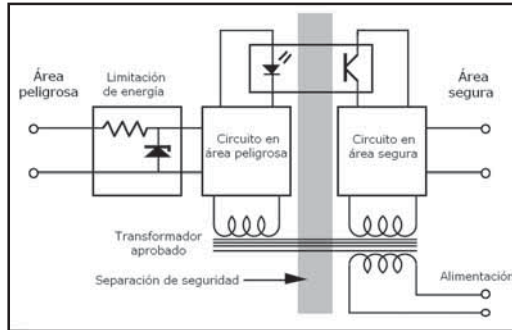 Área
peligrosa
Limitación
de energía
Área
segura
Circuito en
área peligrosa
Circuito en
área segura
Transformador
aprobado
Separación de seguridad
Alimentación